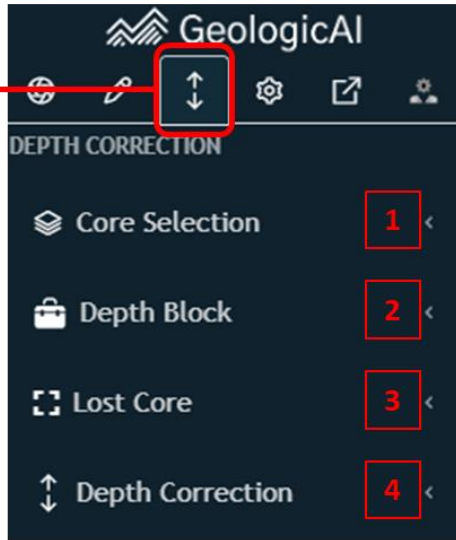 GeologicAI
DEPTH CORRECTION
Core Selection 1
Depth Block 2
Lost Core 3
Depth Correction 4